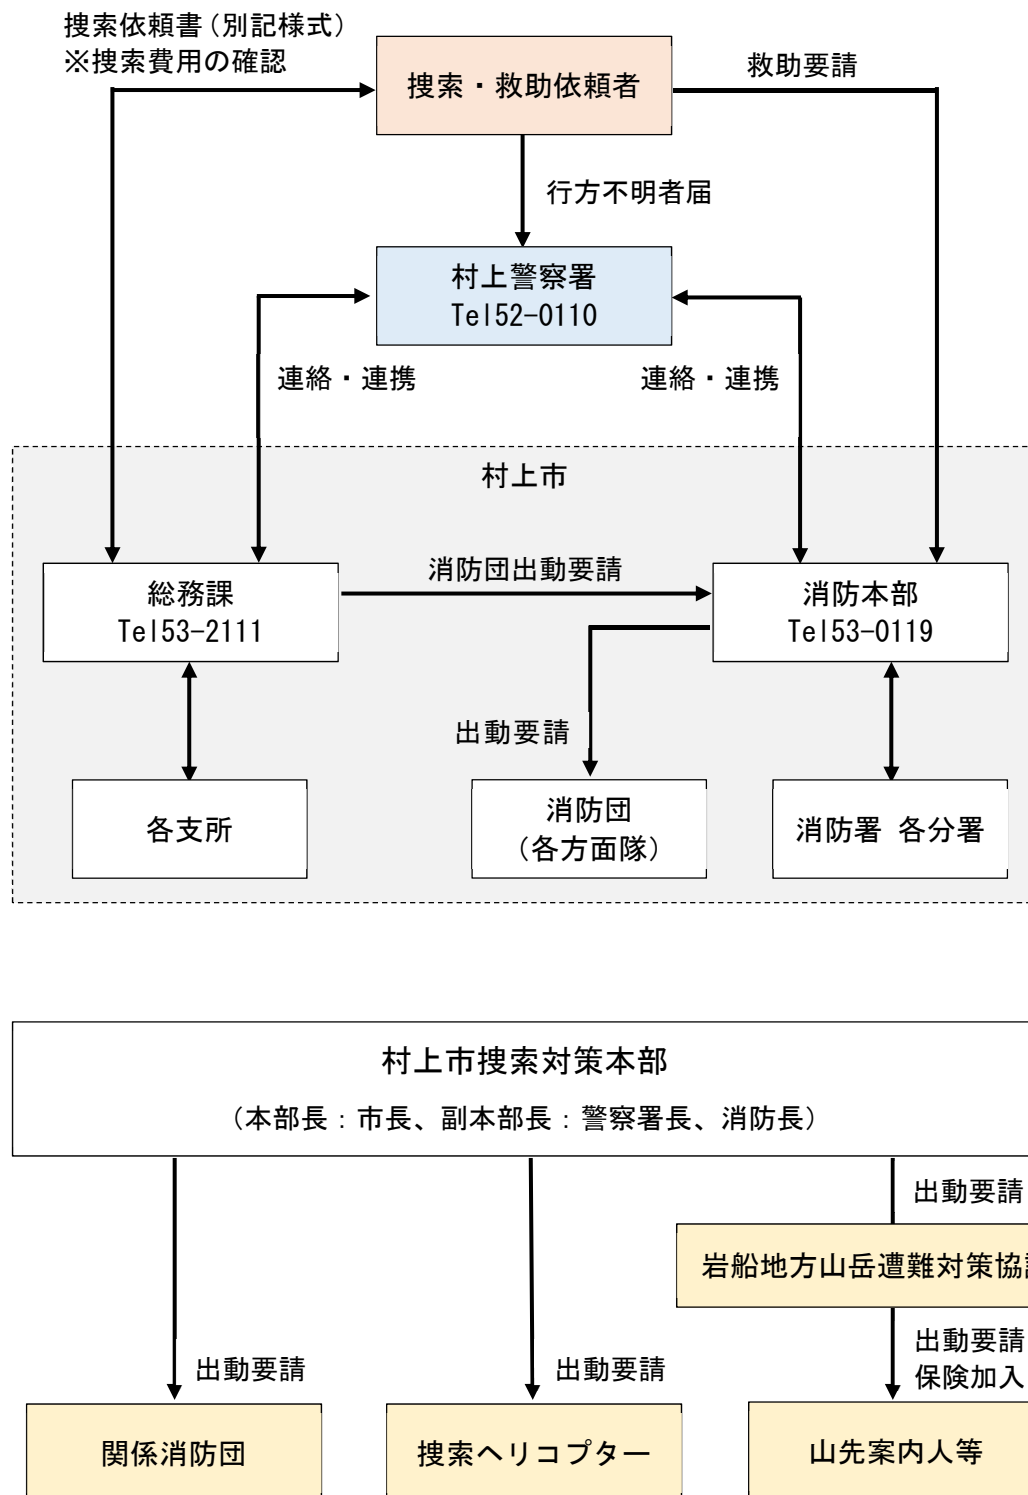 捜索依頼書（別記様式）
※捜索費用の確認
捜索・救助依頼者
救助要請
行方不明者届
村上警察署
Tel52-0110
連絡・連携
連絡・連携
村上市
総務課
Tel53-2111
消防団出動要請
消防本部
Tel53-0119
出動要請
各支所
消防団
（各方面隊）
消防署 各分署
村上市捜索対策本部
（本部長：市長、副本部長：警察署長、消防長）
出動要請
岩船地方山岳遭難対策協
出動要請
保険加入
出動要請
出動要請
関係消防団
捜索ヘリコプター
山先案内人等